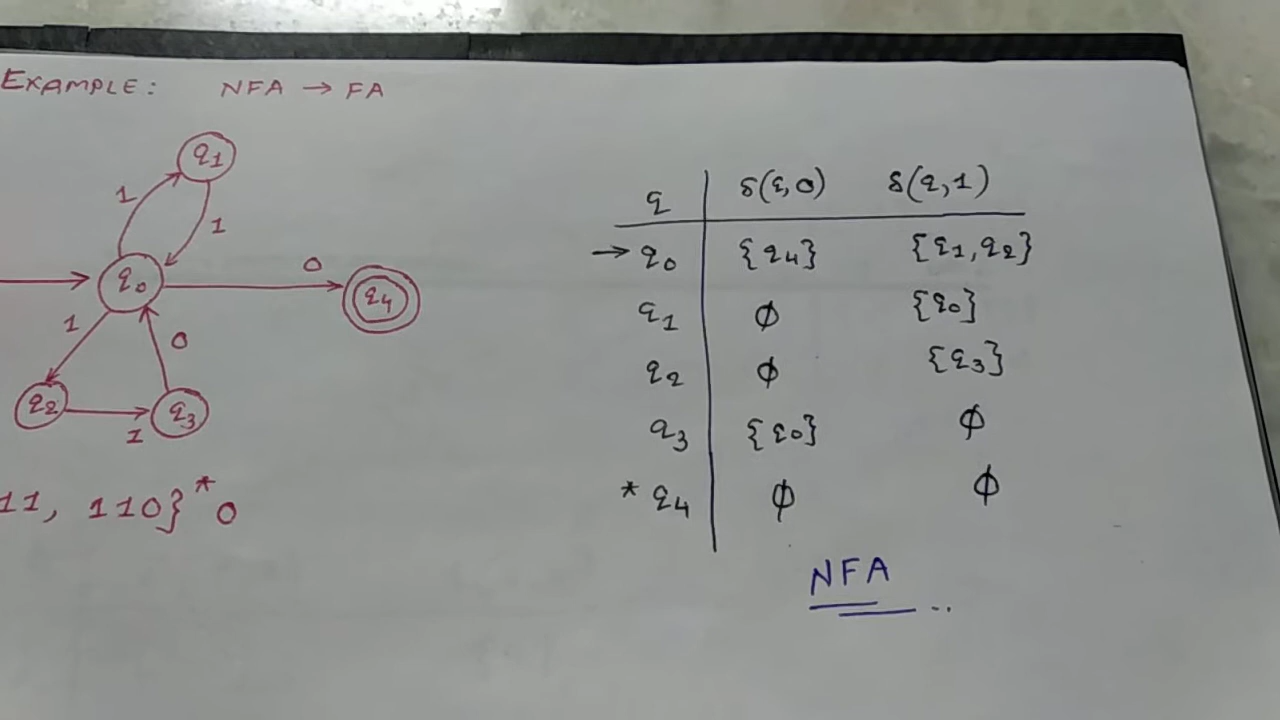 EXAMPLE: NFA → FA
q1
1
1
q0
0
q4
1
0
q2
1
q3
11, 110}*0
q δ(q,0) δ(q,1)
→ q0 {q4} {q1,q2}
q1 ϕ {q0}
q2 ϕ {q3}
q3 {q0} ϕ
* q4 ϕ ϕ
NFA